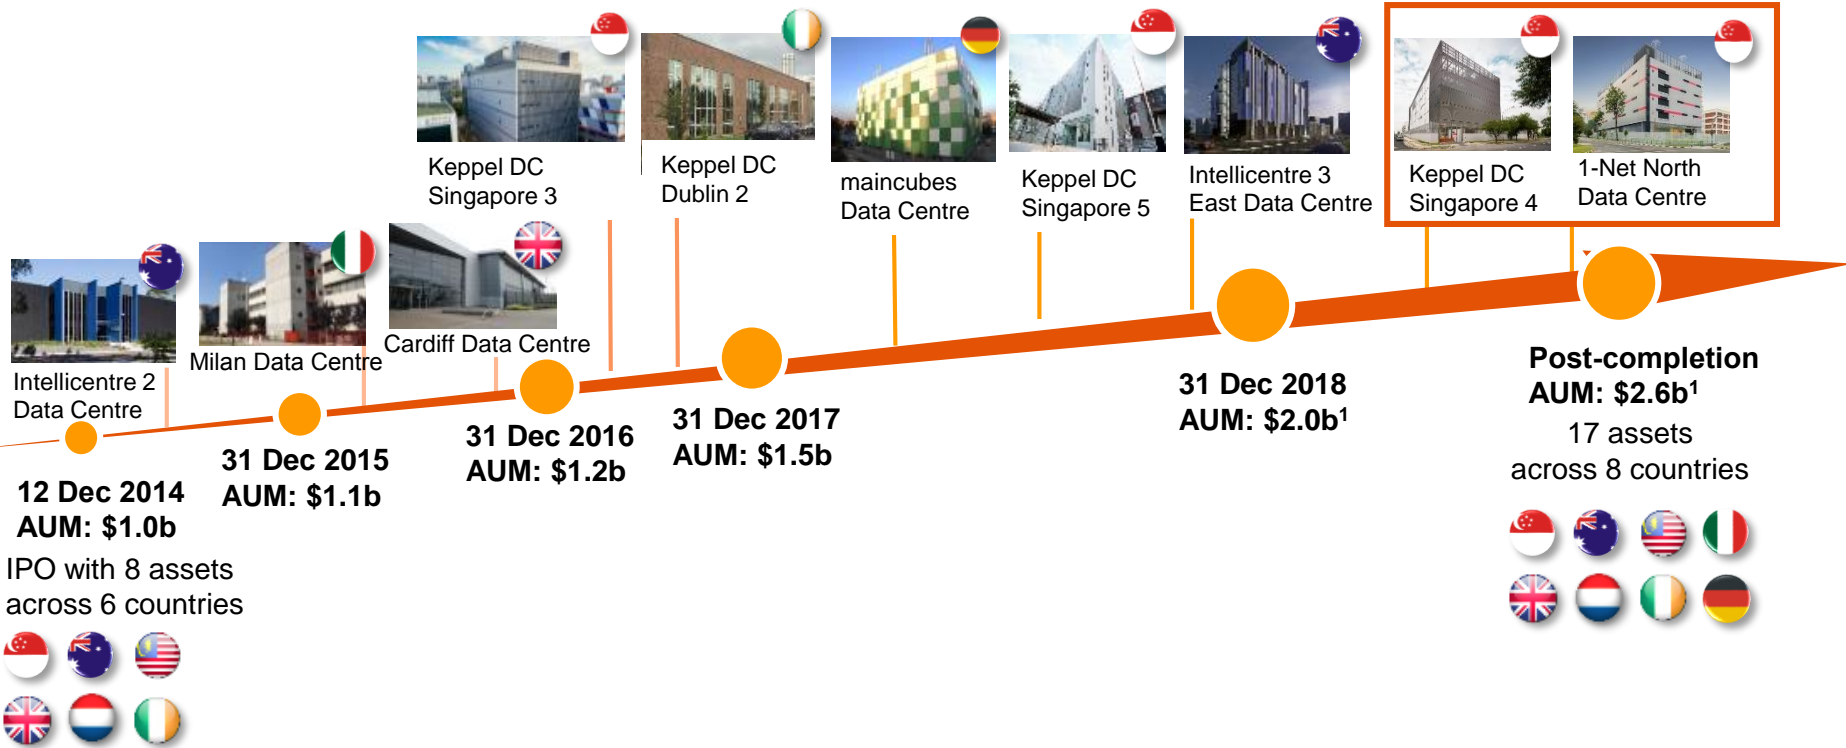 Keppel DC
Singapore 3
Keppel DC
Dublin 2
maincubes
Data Centre
Keppel DC
Singapore 5
Intellicentre 3
East Data Centre
Keppel DC
Singapore 4
1-Net North
Data Centre
Intellicentre 2
Data Centre
Milan Data Centre
Cardiff Data Centre
12 Dec 2014
AUM: $1.0b
IPO with 8 assets
across 6 countries
31 Dec 2015
AUM: $1.1b
31 Dec 2016
AUM: $1.2b
31 Dec 2017
AUM: $1.5b
31 Dec 2018
AUM: $2.0b¹
Post-completion
AUM: $2.6b¹
17 assets
across 8 countries